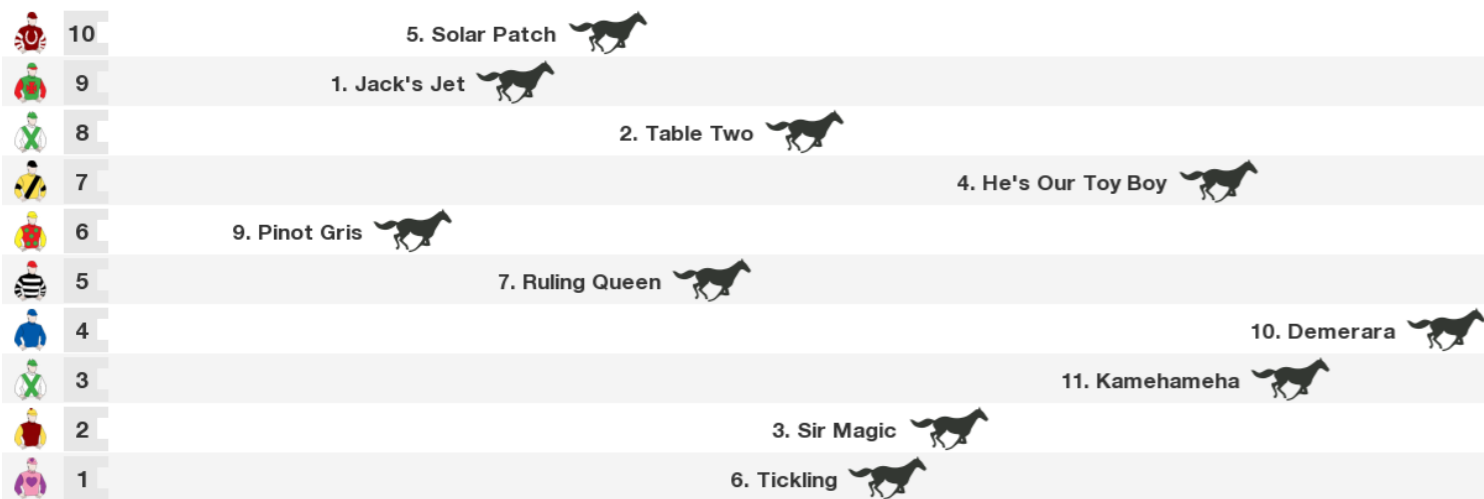 10 5. Solar Patch
9 1. Jack's Jet
8 2. Table Two
7 4. He's Our Toy Boy
6 9. Pinot Gris
5 7. Ruling Queen
4 10. Demerara
3 11. Kamehameha
2 3. Sir Magic
1 6. Tickling